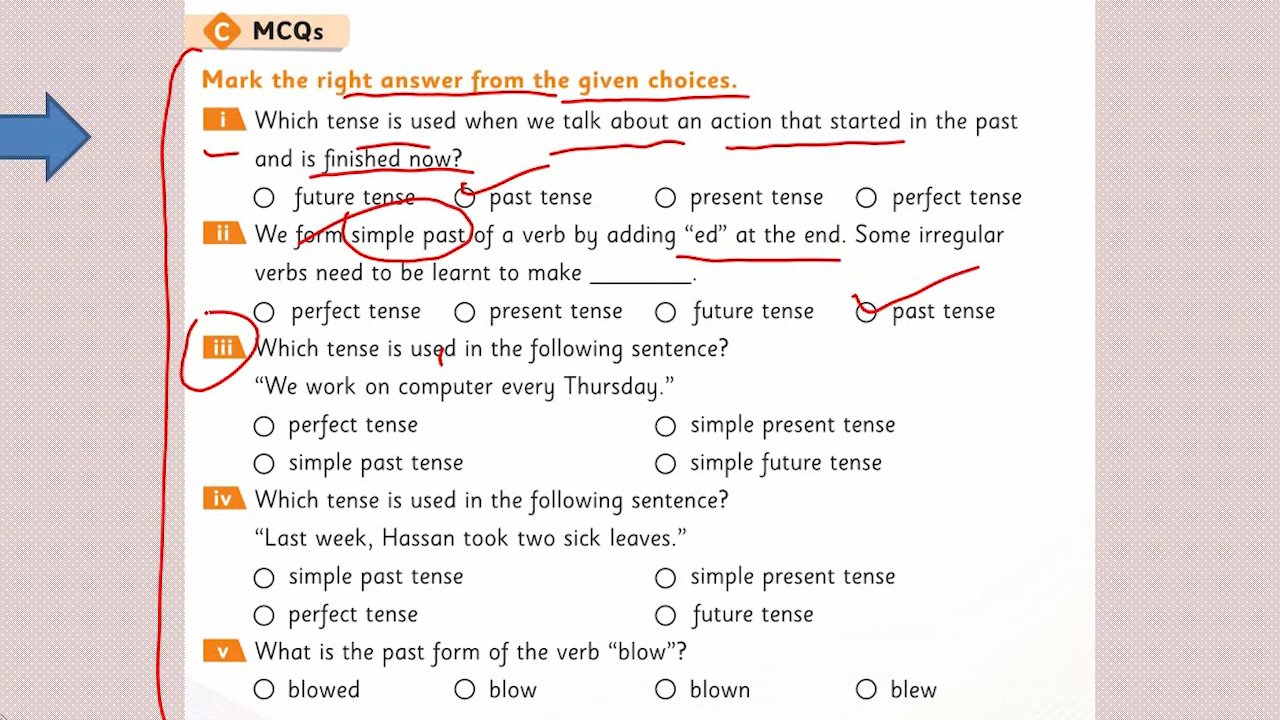 C MCQs
Mark the right answer from the given choices.
i Which tense is used when we talk about an action that started in the past
and is finished now?
future tense past tense present tense perfect tense
ii We form simple past of a verb by adding “ed” at the end. Some irregular
verbs need to be learnt to make _________.
perfect tense present tense future tense past tense
iii Which tense is used in the following sentence?
“We work on computer every Thursday.”
perfect tense simple present tense
simple past tense simple future tense
iv Which tense is used in the following sentence?
“Last week, Hassan took two sick leaves.”
simple past tense simple present tense
perfect tense future tense
v What is the past form of the verb “blow”?
blowed blow blown blew